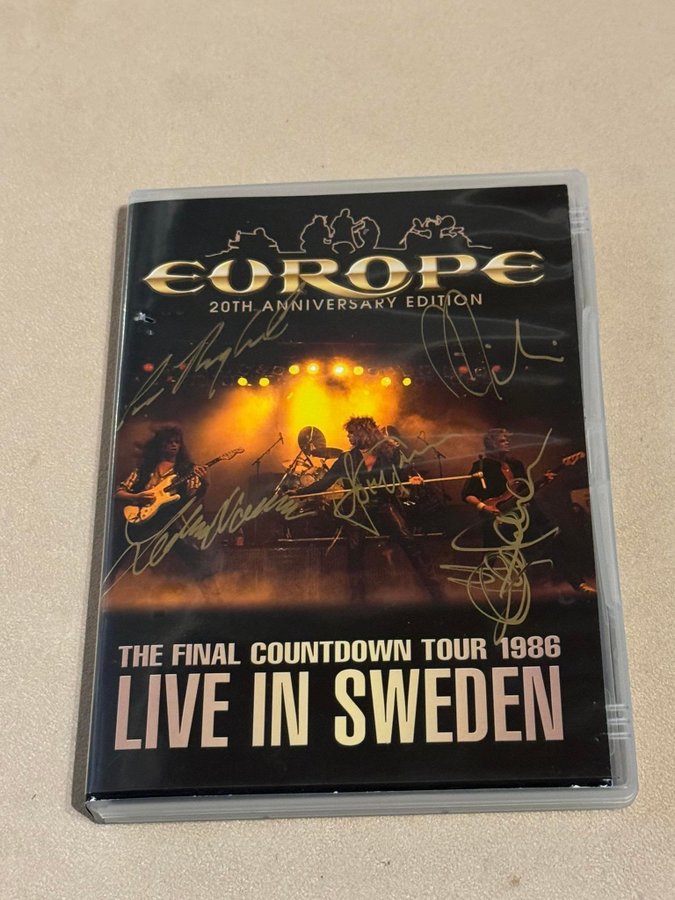 EUROPE
20TH ANNIVERSARY EDITION
THE FINAL COUNTDOWN TOUR 1986
LIVE IN SWEDEN